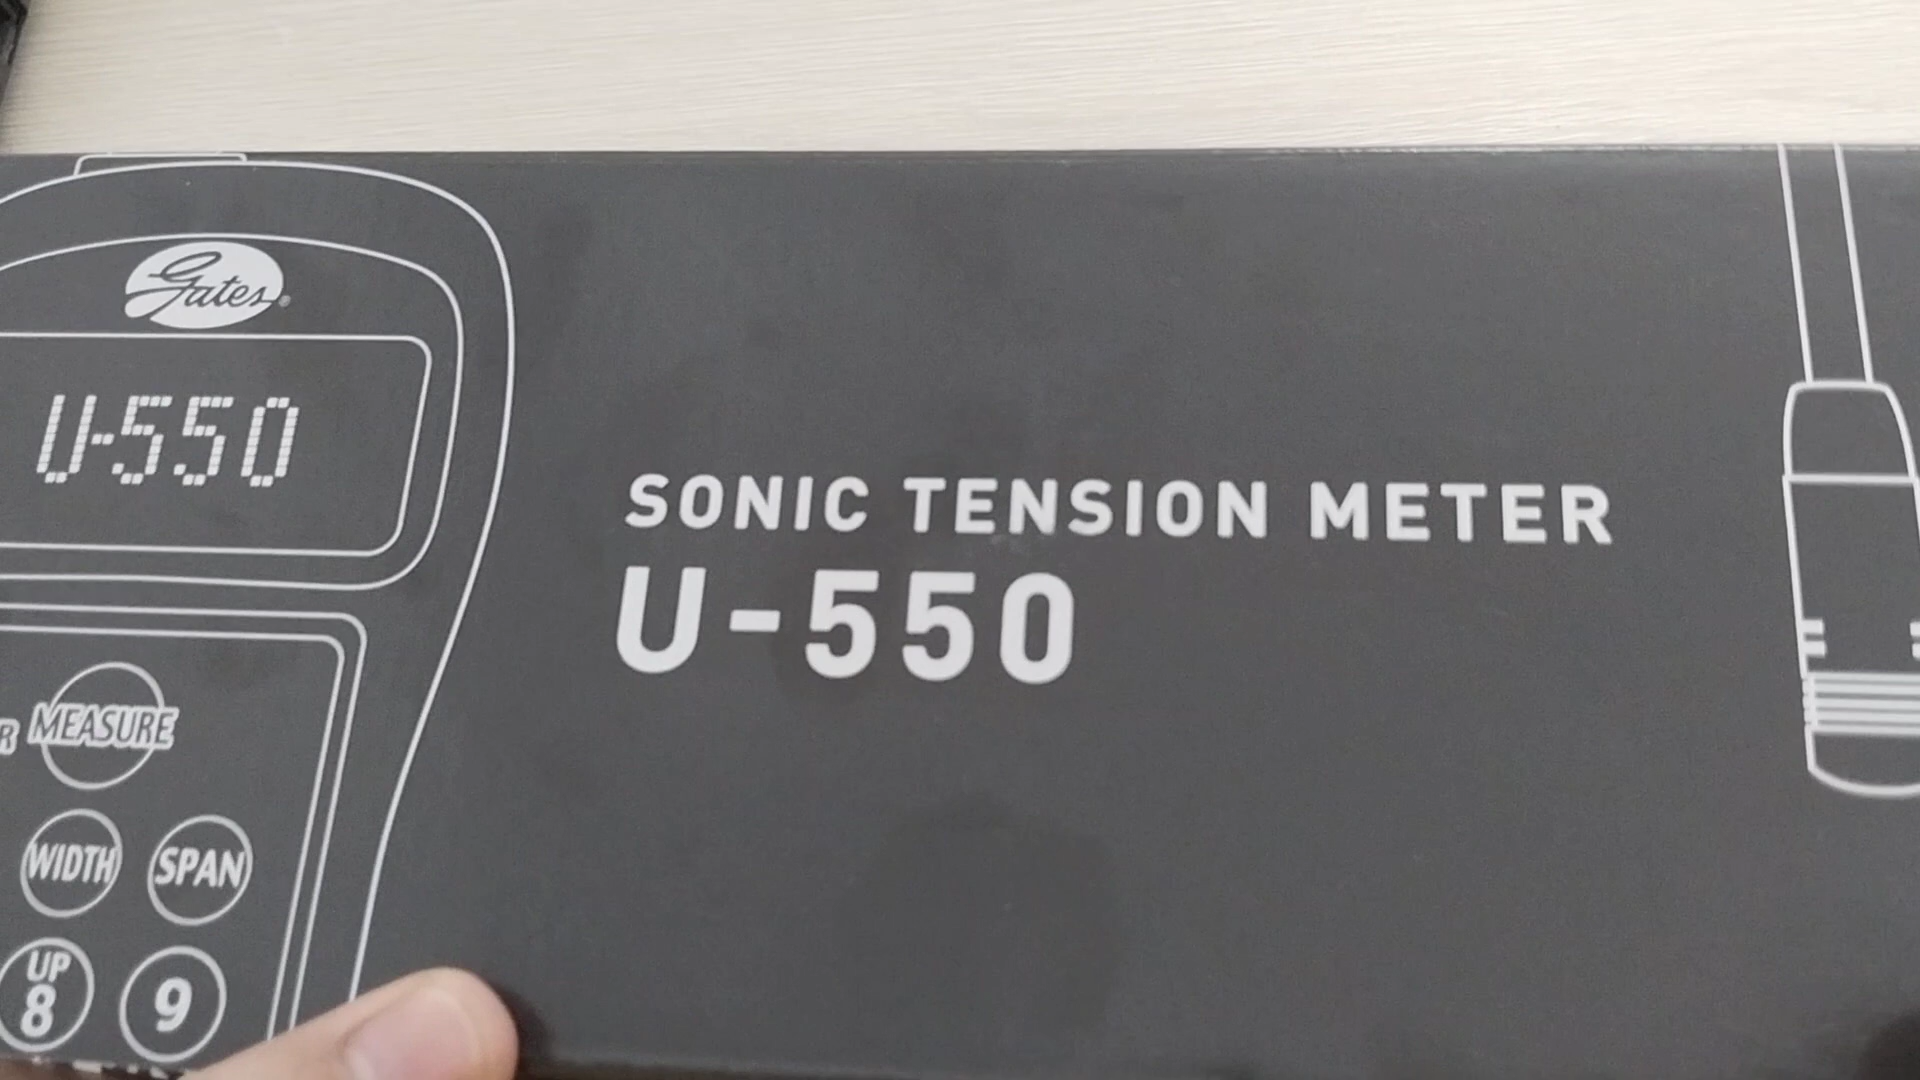 Gates®
U-550
SONIC TENSION METER
U-550
MEASURE
WIDTH
SPAN
UP
8
9